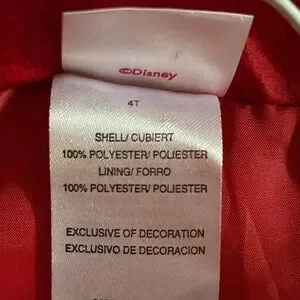 ©Disney
4T
SHELL/ CUBIERT
100% POLYESTER/ POLIESTER
LINING/ FORRO
100% POLYESTER/ POLIESTER
EXCLUSIVE OF DECORATION
EXCLUSIVO DE DECORACION